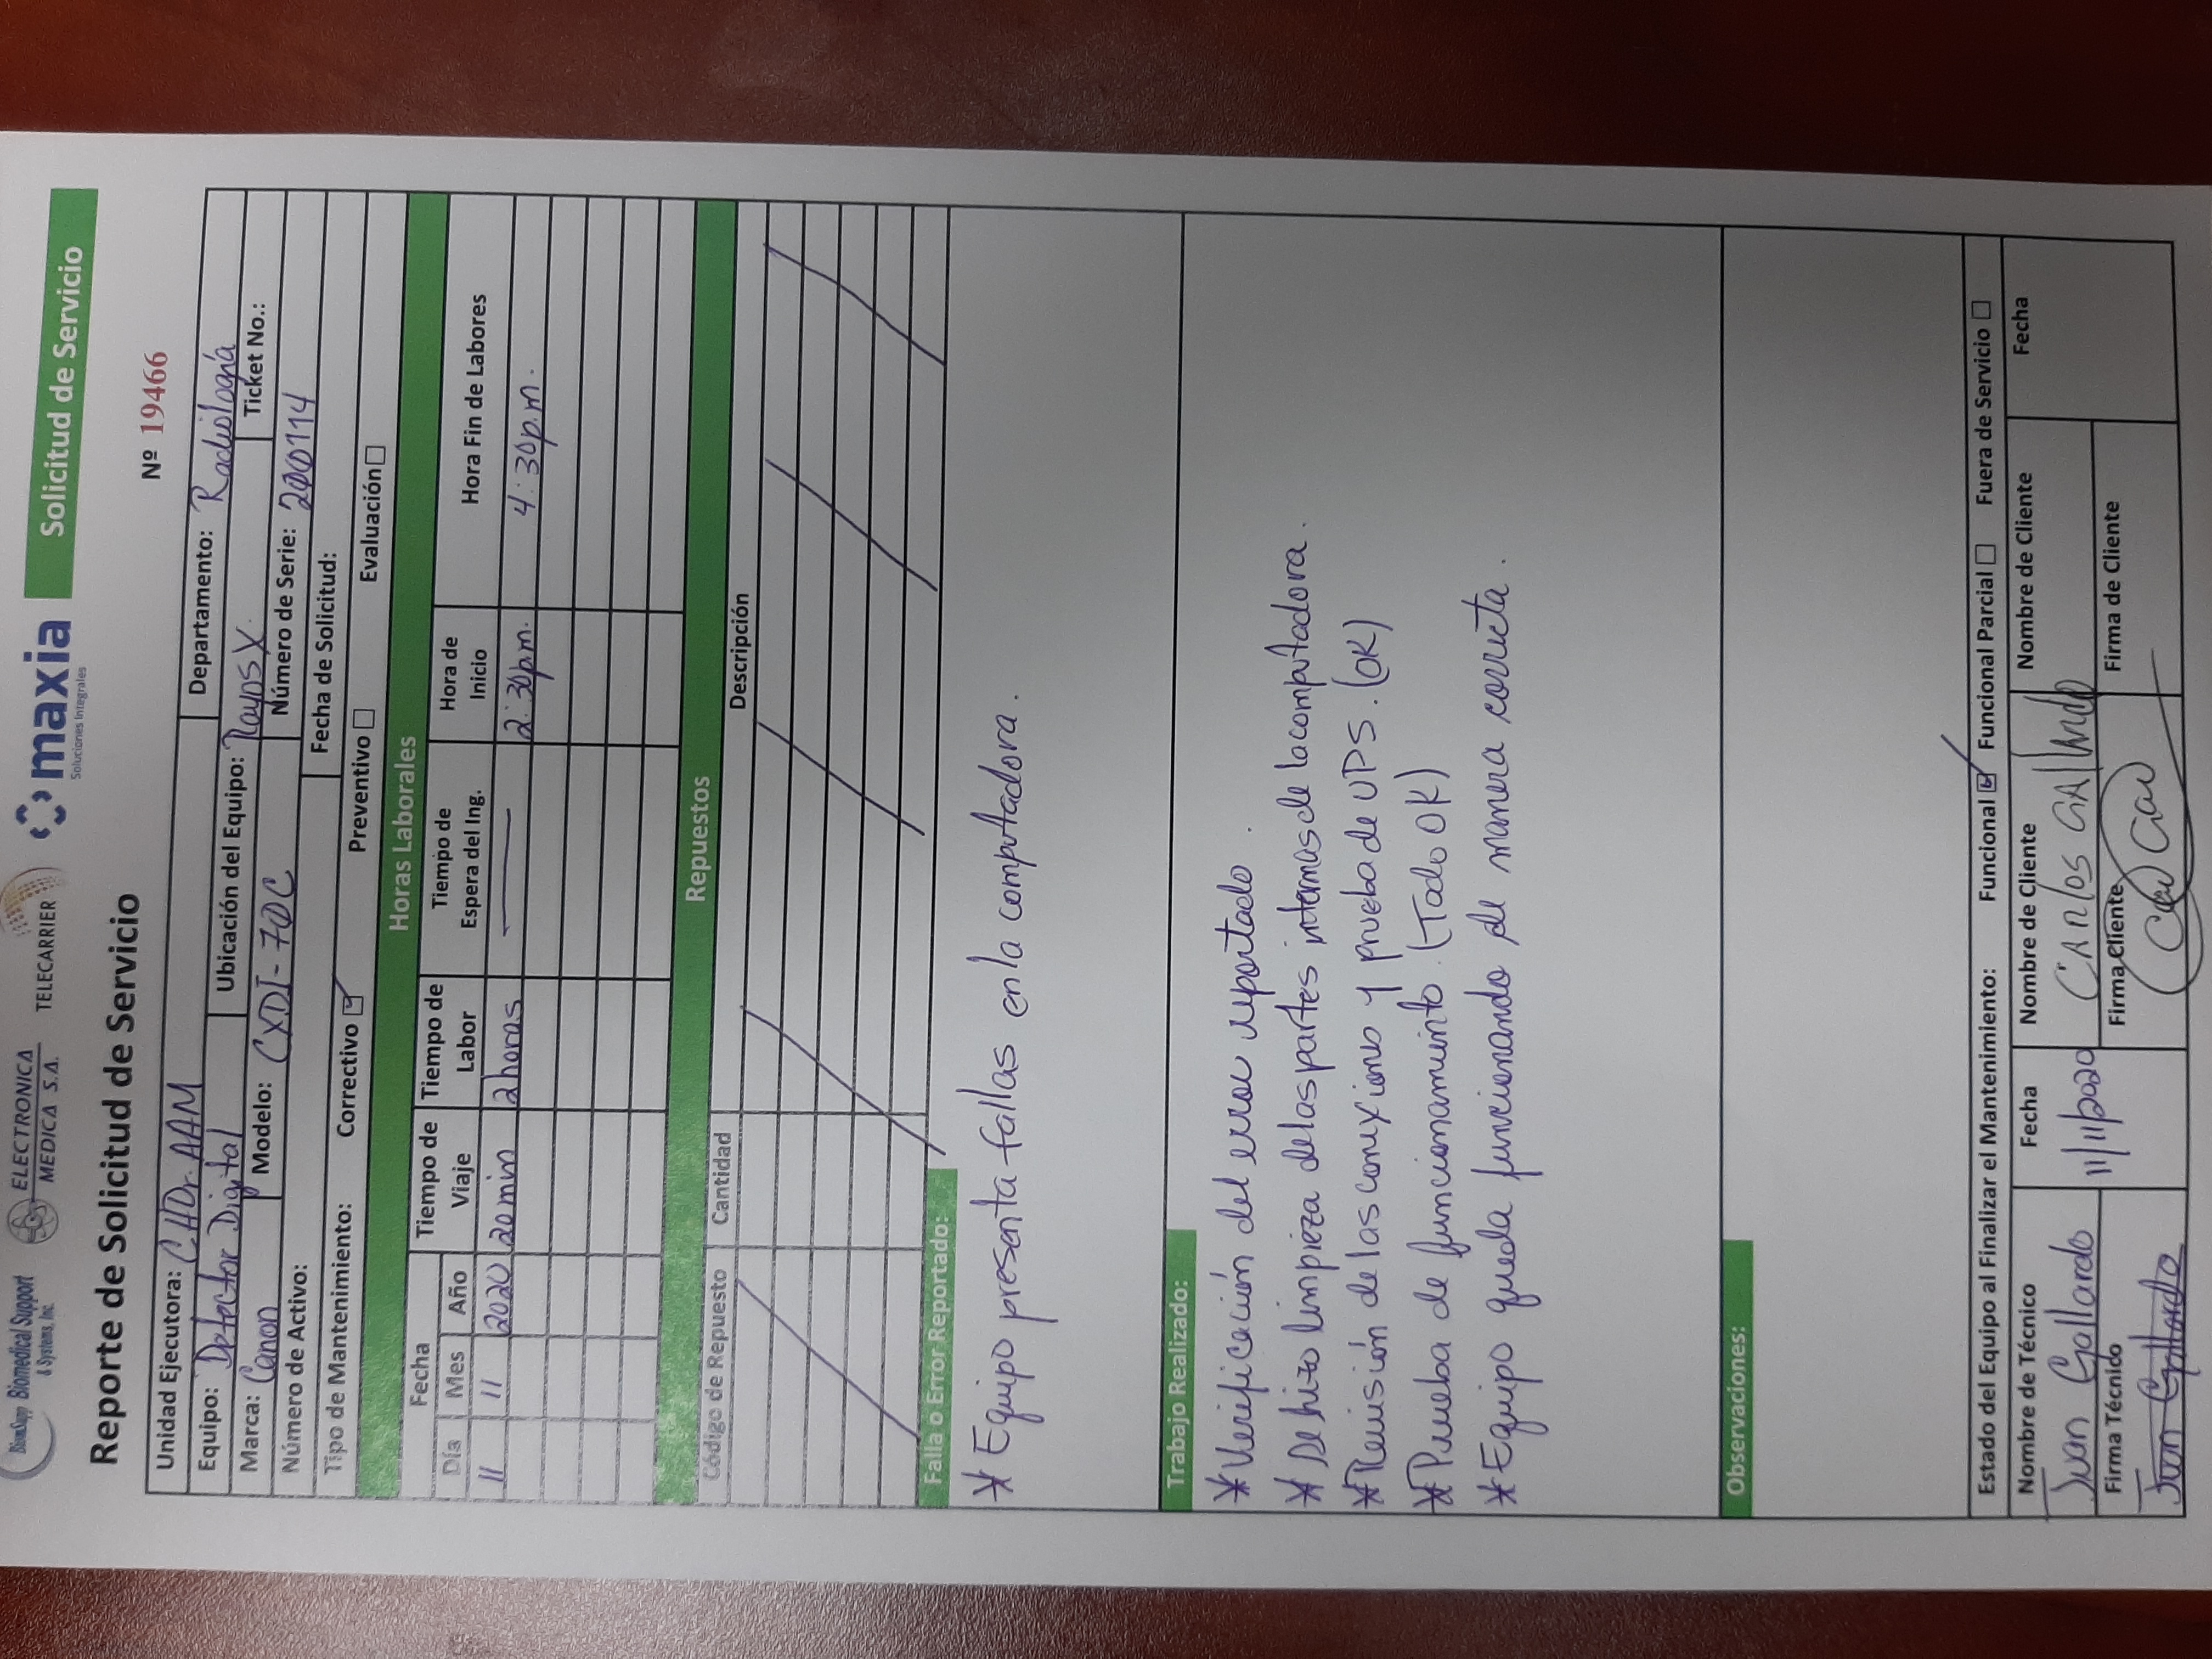 BiomSupp Biomedical Support & Systems, Inc.
ELECTRONICA MEDICA S.A.
TELECARRIER
maxia
Soluciones Integrales
Solicitud de Servicio
Reporte de Solicitud de Servicio
Nº 19466
Unidad Ejecutora: CHDr. AAM
Departamento: Radiología
Equipo: Detector Digital
Ubicación del Equipo: Rayos X.
Ticket No.:
Marca: Canon
Modelo: CXDI-70C
Número de Serie: 200114
Número de Activo:
Fecha de Solicitud:
Tipo de Mantenimiento: Correctivo Preventivo Evaluación
Horas Laborales
Fecha
Día Mes Año
Tiempo de Viaje
Tiempo de Labor
Tiempo de Espera del Ing.
Hora de Inicio
Hora Fin de Labores
11 11 2020 20 min 2 horas — 2:30 p.m. 4:30 p.m.
Repuestos
Código de Repuesto Cantidad Descripción
Falla o Error Reportado:
* Equipo presenta fallas en la computadora.
Trabajo Realizado:
* Verificación del error reportado.
* Se hizo limpieza de las partes internas de la computadora.
* Revisión de las conexiones y prueba de UPS. (OK)
* Prueba de funcionamiento. (Todo OK)
* Equipo queda funcionando de manera correcta.
Observaciones:
Estado del Equipo al Finalizar el Mantenimiento: Funcional Funcional Parcial Fuera de Servicio
Nombre de Técnico Fecha Nombre de Cliente Nombre de Cliente Fecha
Juan Gallardo 11/11/2020 CARlos GAllARdo
Firma Técnico Firma Cliente Firma de Cliente
Juan Gallardo